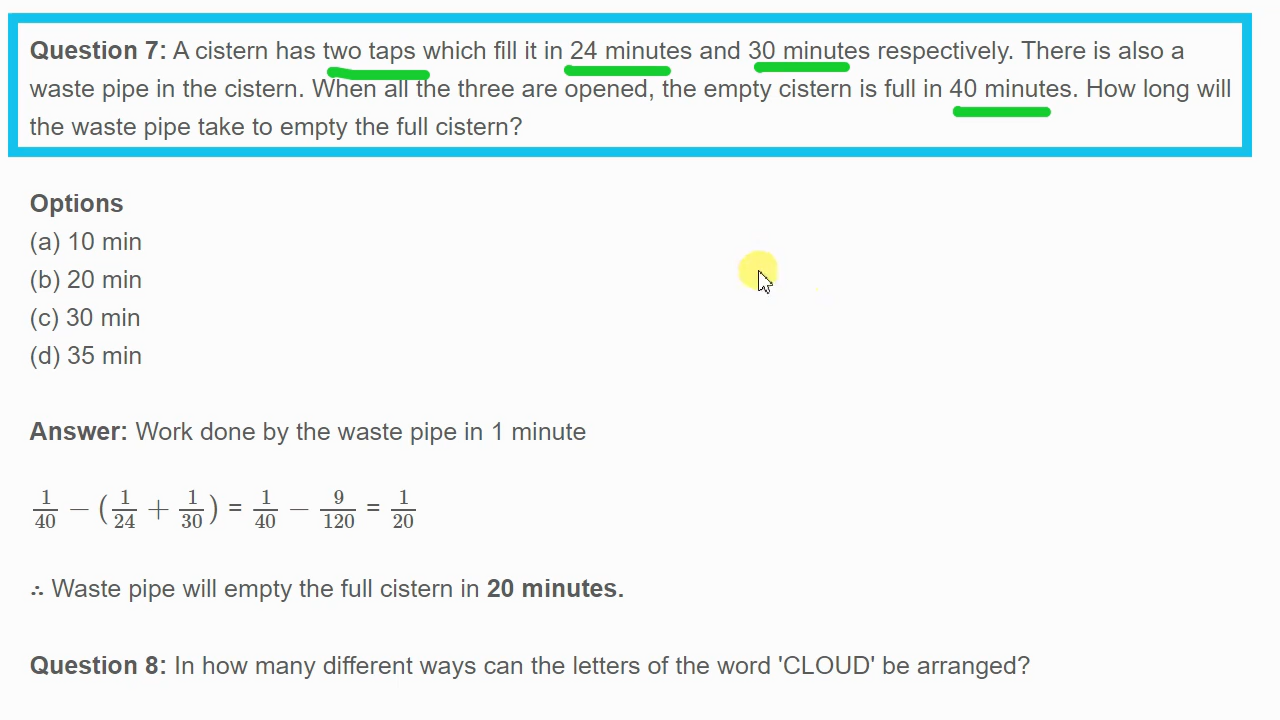 Question 7: A cistern has two taps which fill it in 24 minutes and 30 minutes respectively. There is also a
waste pipe in the cistern. When all the three are opened, the empty cistern is full in 40 minutes. How long will
the waste pipe take to empty the full cistern?
Options
(a) 10 min
(b) 20 min
(c) 30 min
(d) 35 min
Answer: Work done by the waste pipe in 1 minute
1/40 − (1/24 + 1/30) = 1/40 − 9/120 = 1/20
∴ Waste pipe will empty the full cistern in 20 minutes.
Question 8: In how many different ways can the letters of the word 'CLOUD' be arranged?